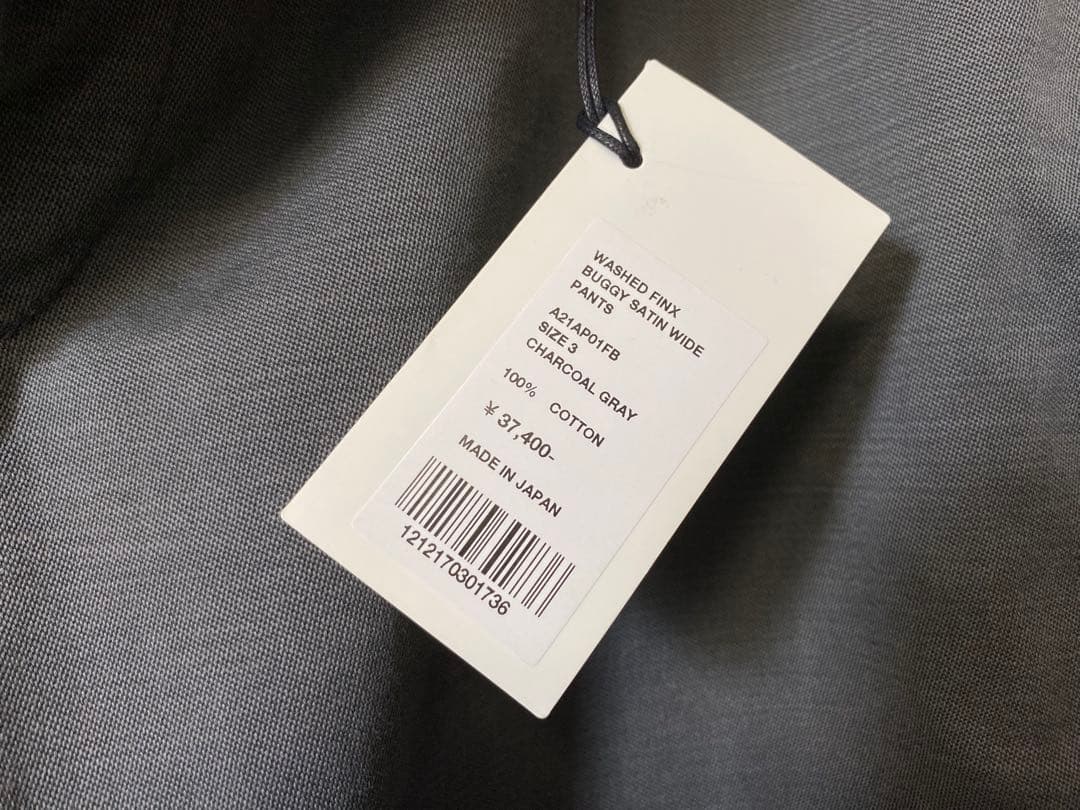 WASHED FINX
BUGGY SATIN WIDE
PANTS
A21AP01FB
SIZE 3
CHARCOAL GRAY
100% COTTON
¥ 37,400-
MADE IN JAPAN
1212170301736